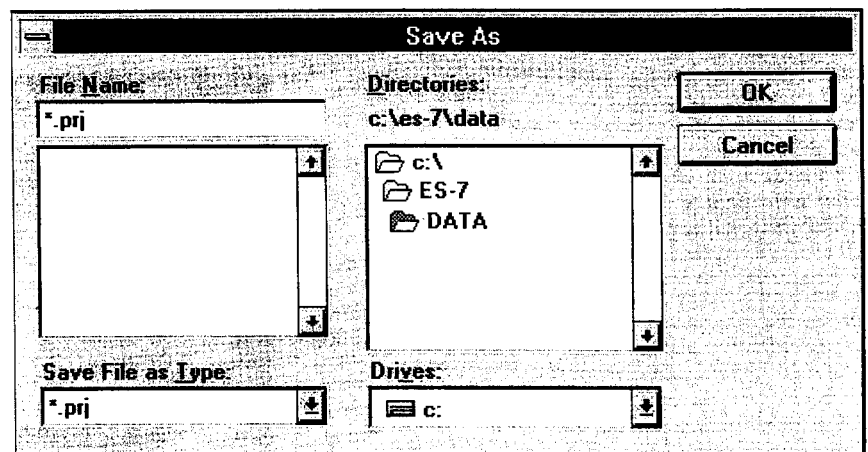 Save As
File Name:
*.prj
Directories:
c:\es-7\data
c:\
ES-7
DATA
OK
Cancel
Save File as Type:
*.prj
Drives:
c: